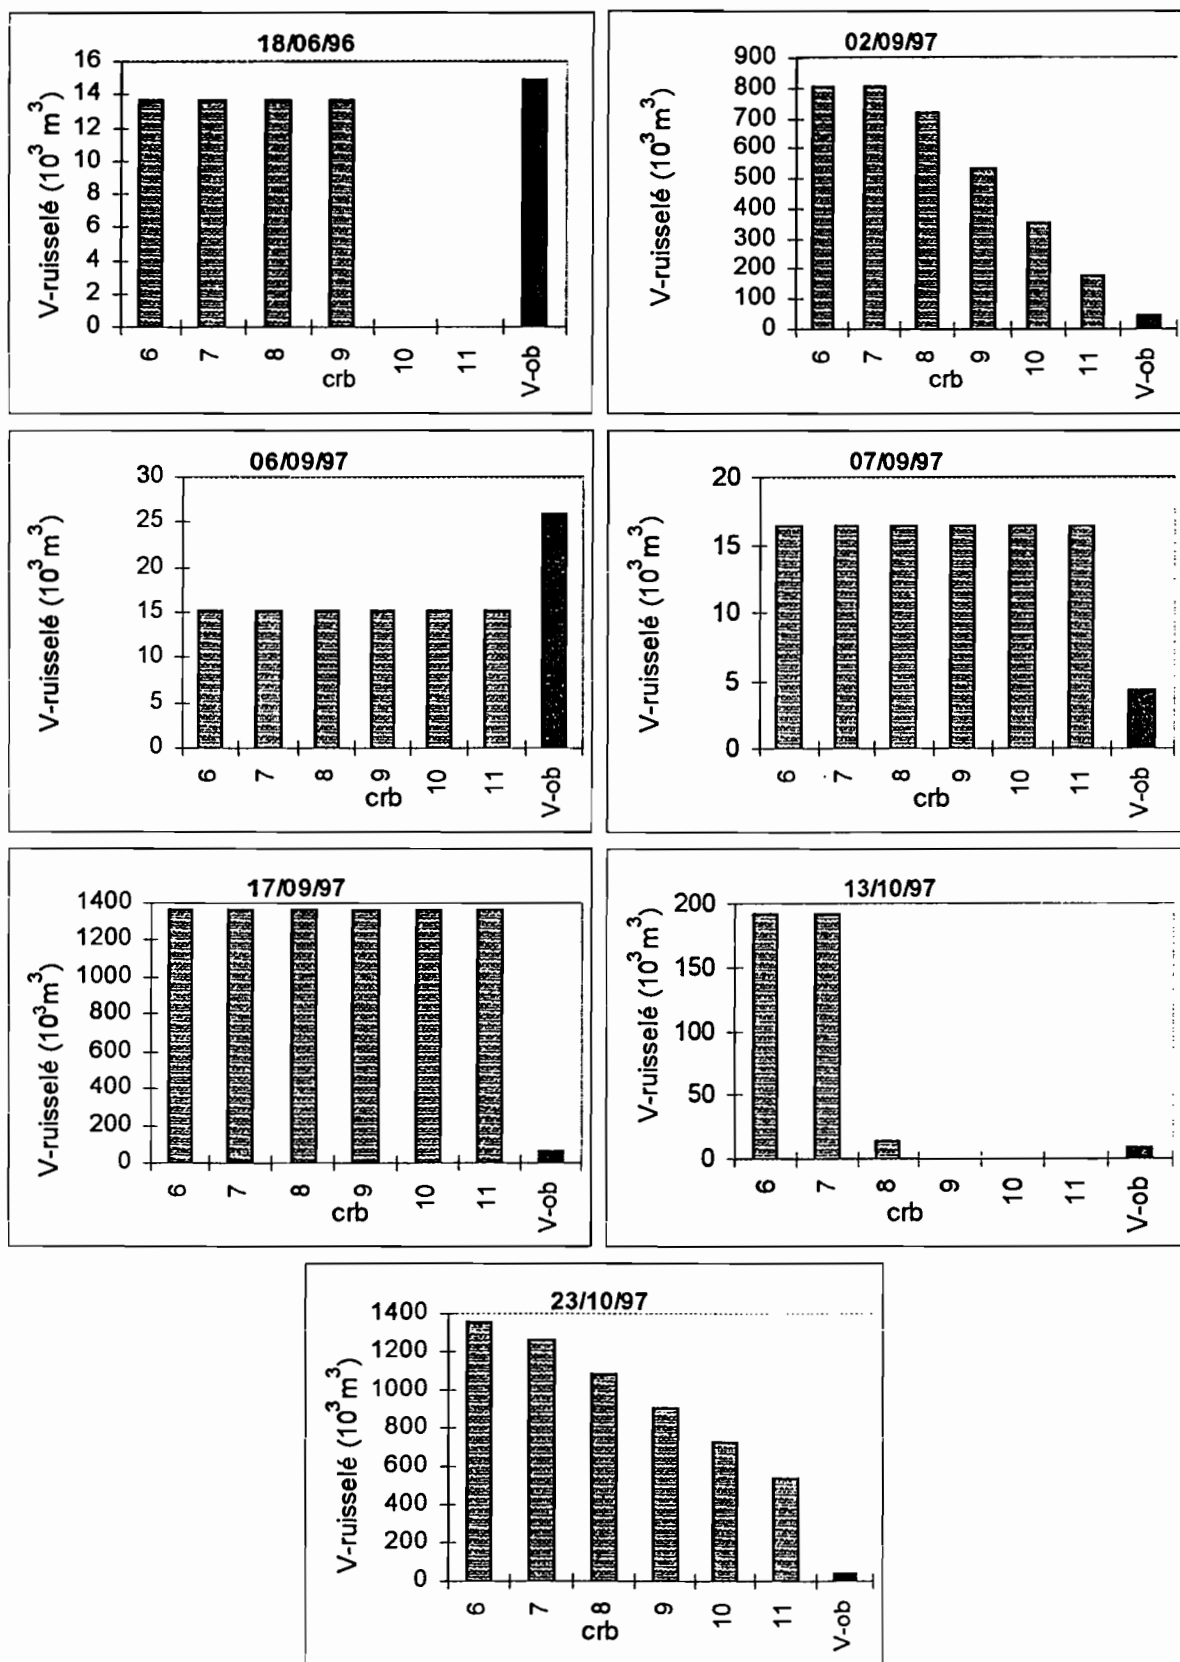 18/06/96
V-ruisselé (10³ m³)
16
14
12
10
8
6
4
2
0
6 7 8 9 10 11 V-ob
crb
02/09/97
V-ruisselé (10³ m³)
900
800
700
600
500
400
300
200
100
0
6 7 8 9 10 11 V-ob
crb
06/09/97
V-ruisselé (10³ m³)
30
25
20
15
10
5
0
6 7 8 9 10 11 V-ob
crb
07/09/97
V-ruisselé (10³ m³)
20
15
10
5
0
6 7 8 9 10 11 V-ob
crb
17/09/97
V-ruisselé (10³ m³)
1400
1200
1000
800
600
400
200
0
6 7 8 9 10 11 V-ob
crb
13/10/97
V-ruisselé (10³ m³)
200
150
100
50
0
6 7 8 9 10 11 V-ob
crb
23/10/97
V-ruisselé (10³ m³)
1400
1200
1000
800
600
400
200
0
6 7 8 9 10 11 V-ob
crb